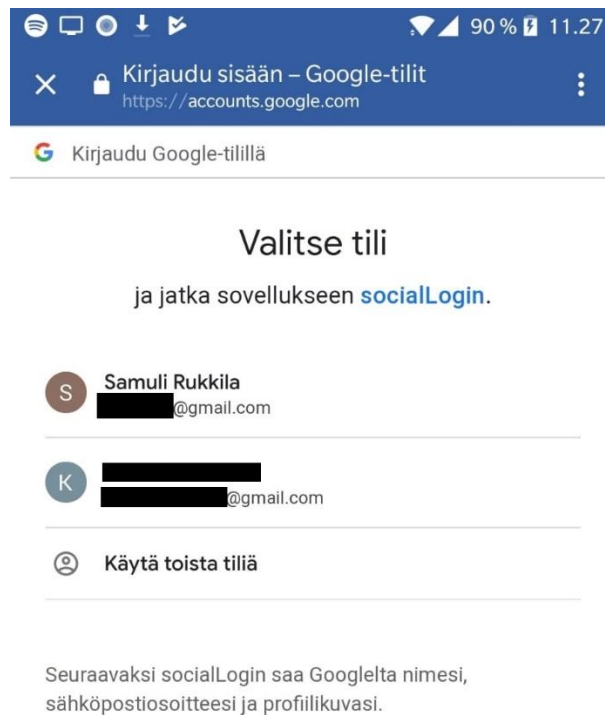 90 % 11.27
Kirjaudu sisään – Google-tilit
https://accounts.google.com
G Kirjaudu Google-tilillä
Valitse tili
ja jatka sovellukseen socialLogin.
S Samuli Rukkila
@gmail.com
K
@gmail.com
Käytä toista tiliä
Seuraavaksi socialLogin saa Googlelta nimesi,
sähköpostiosoitteesi ja profiilikuvasi.